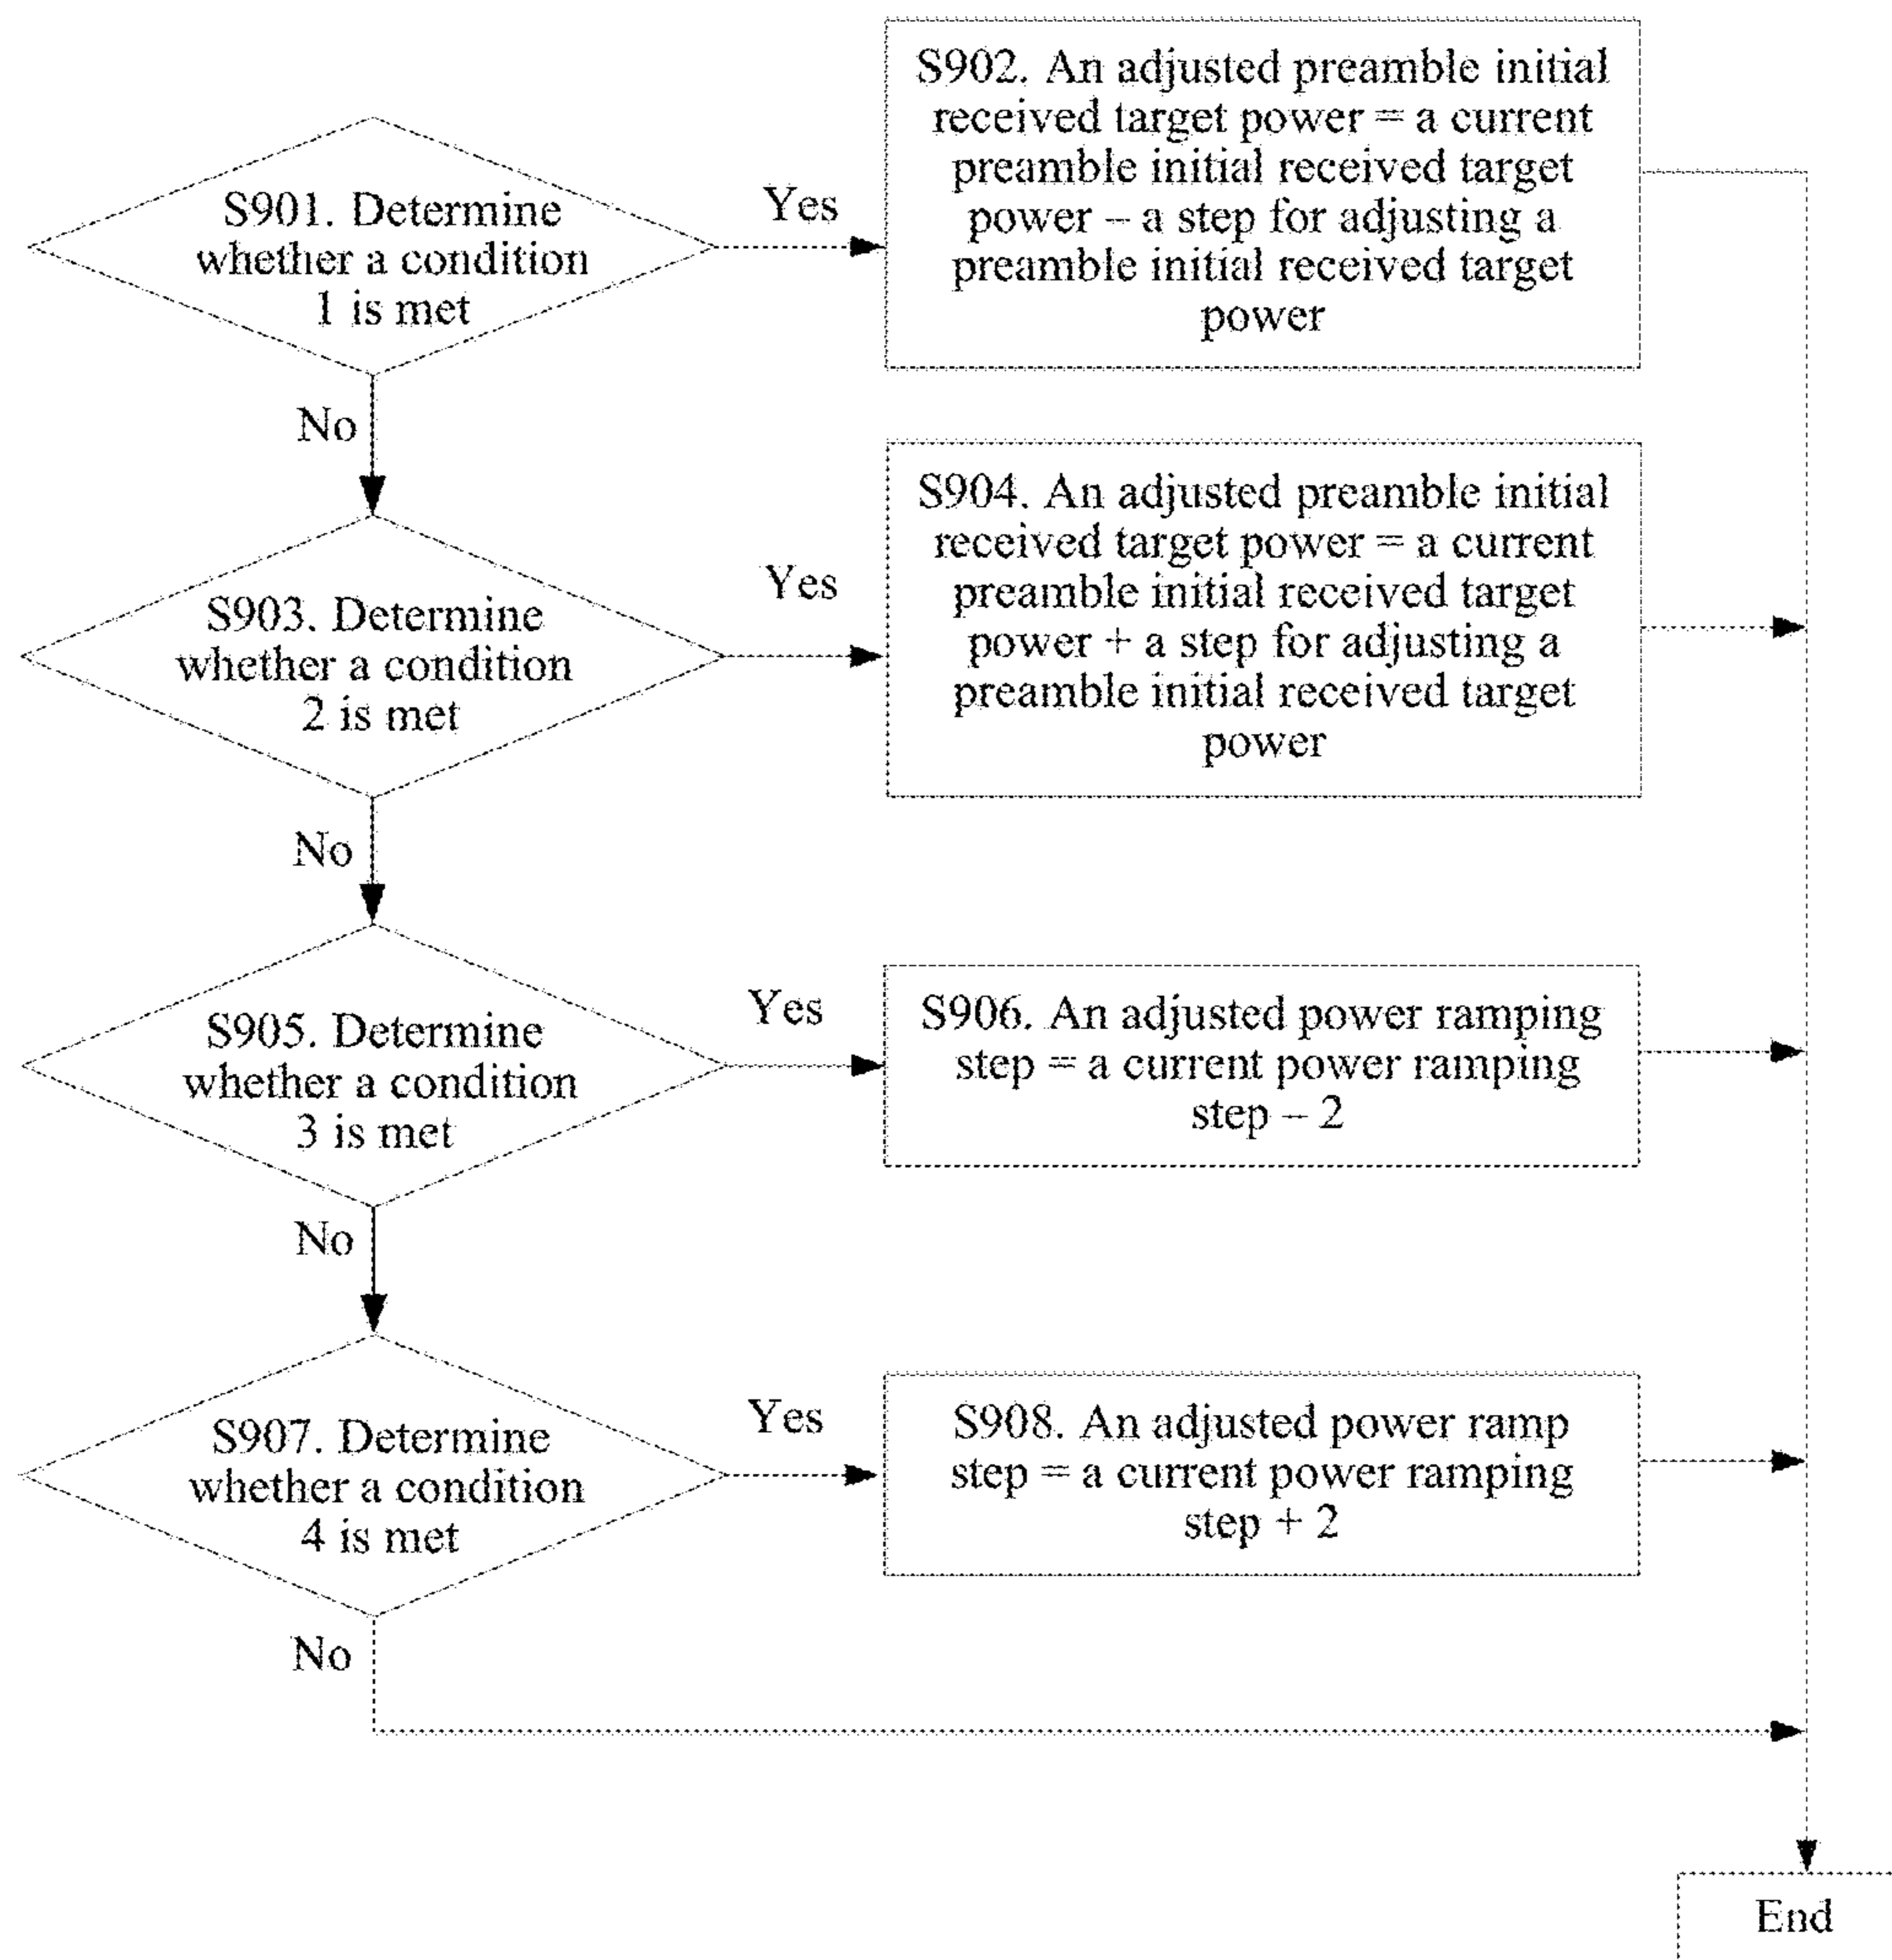 S901. Determine
whether a condition
1 is met
Yes
S902. An adjusted preamble initial
received target power = a current
preamble initial received target
power – a step for adjusting a
preamble initial received target
power
No
S903. Determine
whether a condition
2 is met
Yes
S904. An adjusted preamble initial
received target power = a current
preamble initial received target
power + a step for adjusting a
preamble initial received target
power
No
S905. Determine
whether a condition
3 is met
Yes
S906. An adjusted power ramping
step = a current power ramping
step – 2
No
S907. Determine
whether a condition
4 is met
Yes
S908. An adjusted power ramp
step = a current power ramping
step + 2
No
End